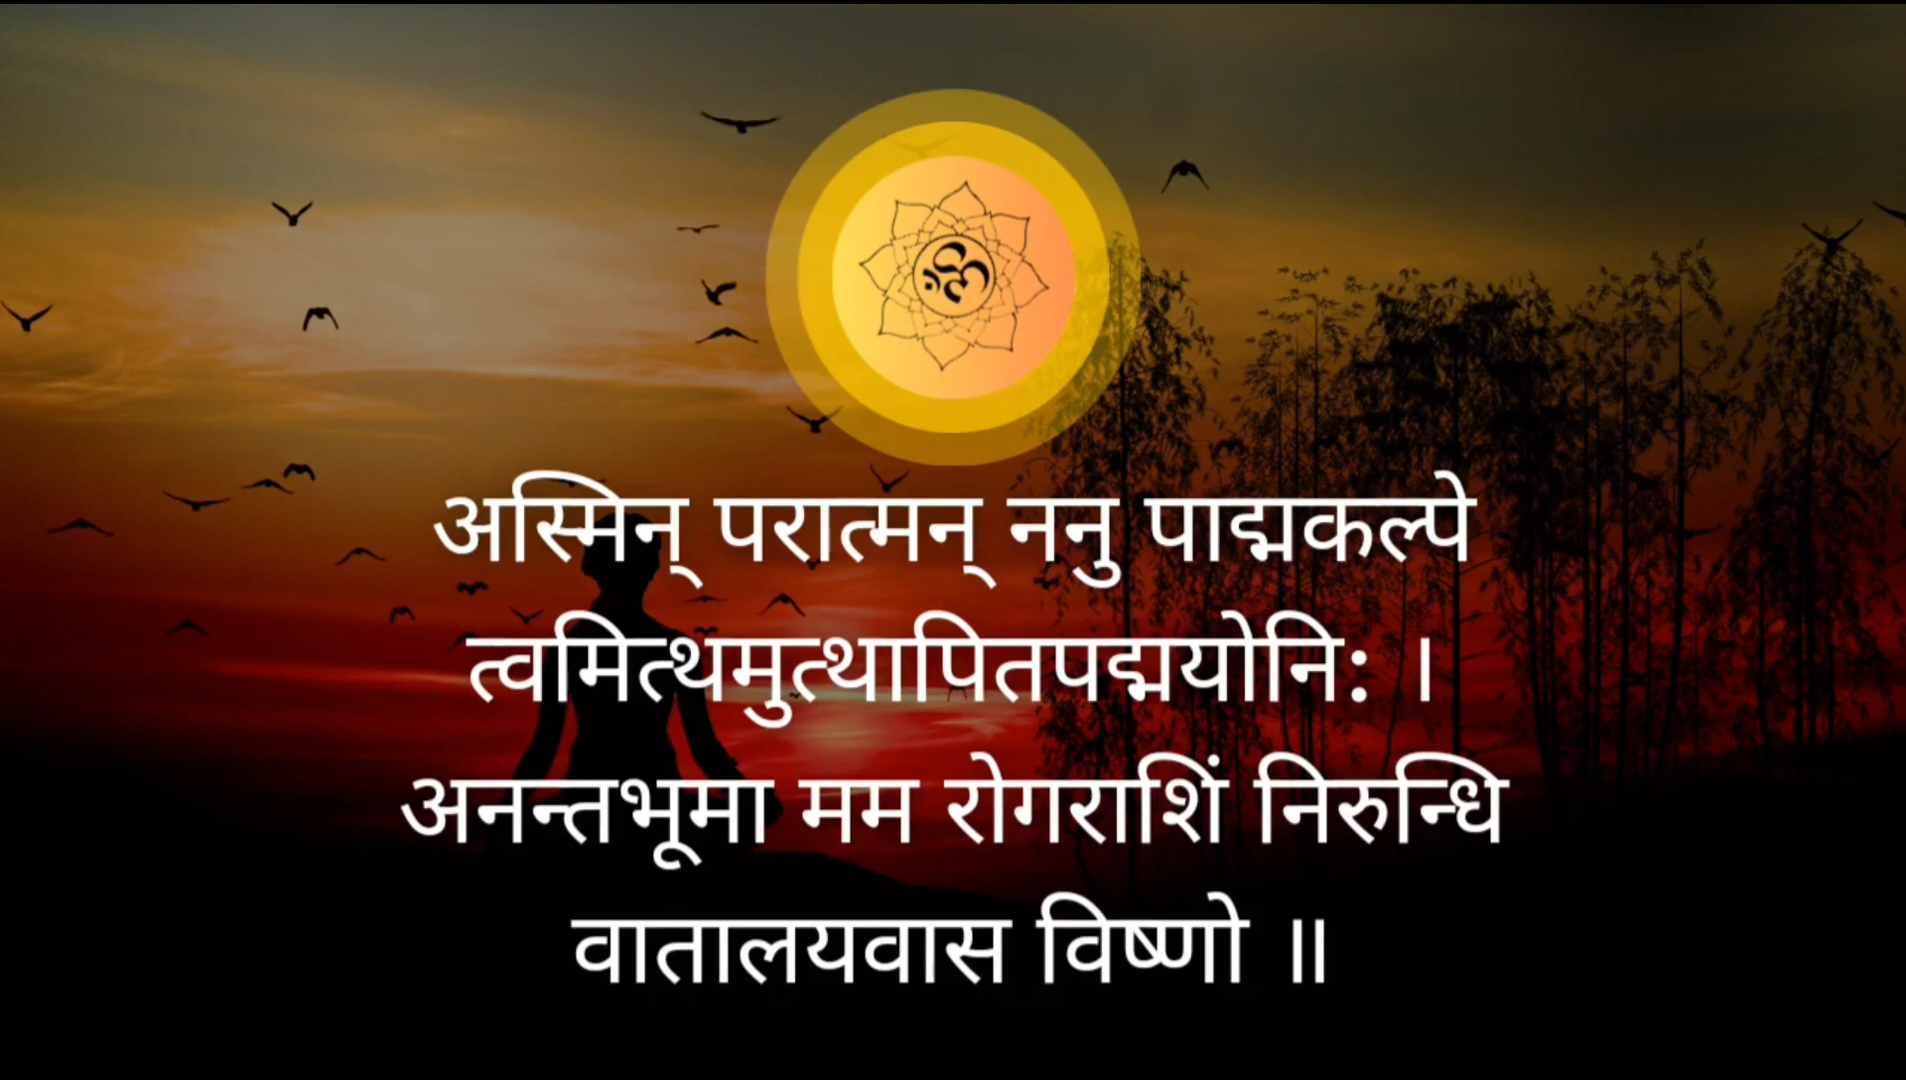 ॐ
अस्मिन् परात्मन् ननु पाद्मकल्पे
त्वमित्थमुत्थापितपद्मयोनिः ।
अनन्तभूमा मम रोगराशिं निरुन्धि
वातालयवास विष्णो ॥